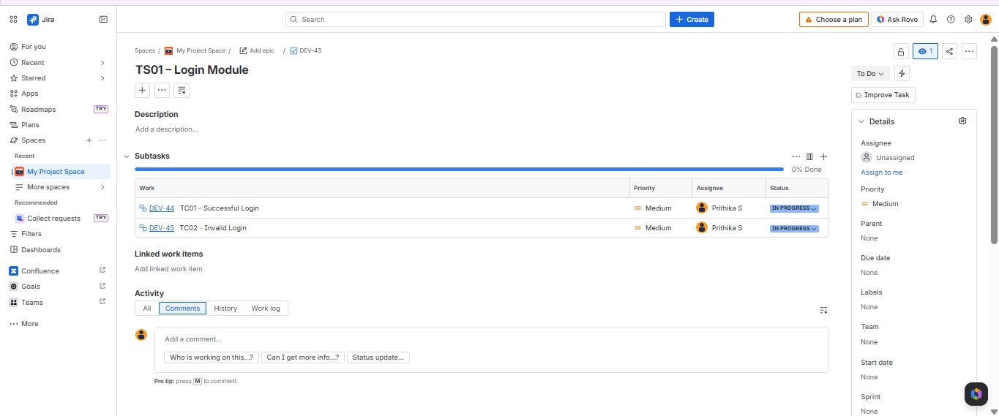 Jira
Search
Create
Choose a plan
Ask Rovo
For you
Recent
Starred
Apps
Roadmaps TRY
Plans
Spaces
Recent
My Project Space
More spaces
Recommended
Collect requests TRY
Filters
Dashboards
Confluence
Goals
Teams
More
Spaces / My Project Space / Add epic / DEV-43
1
TS01 – Login Module
Description
Add a description...
Subtasks
0% Done
Work Priority Assignee Status
DEV-44 TC01 – Successful Login Medium Prithika S IN PROGRESS
DEV-45 TC02 – Invalid Login Medium Prithika S IN PROGRESS
Linked work items
Add linked work item
Activity
All Comments History Work log
Add a comment...
Who is working on this...? Can I get more info...? Status update...
Pro tip: press M to comment
To Do
Improve Task
Details
Assignee
Unassigned
Assign to me
Priority
Medium
Parent
None
Due date
None
Labels
None
Team
None
Start date
None
Sprint
None